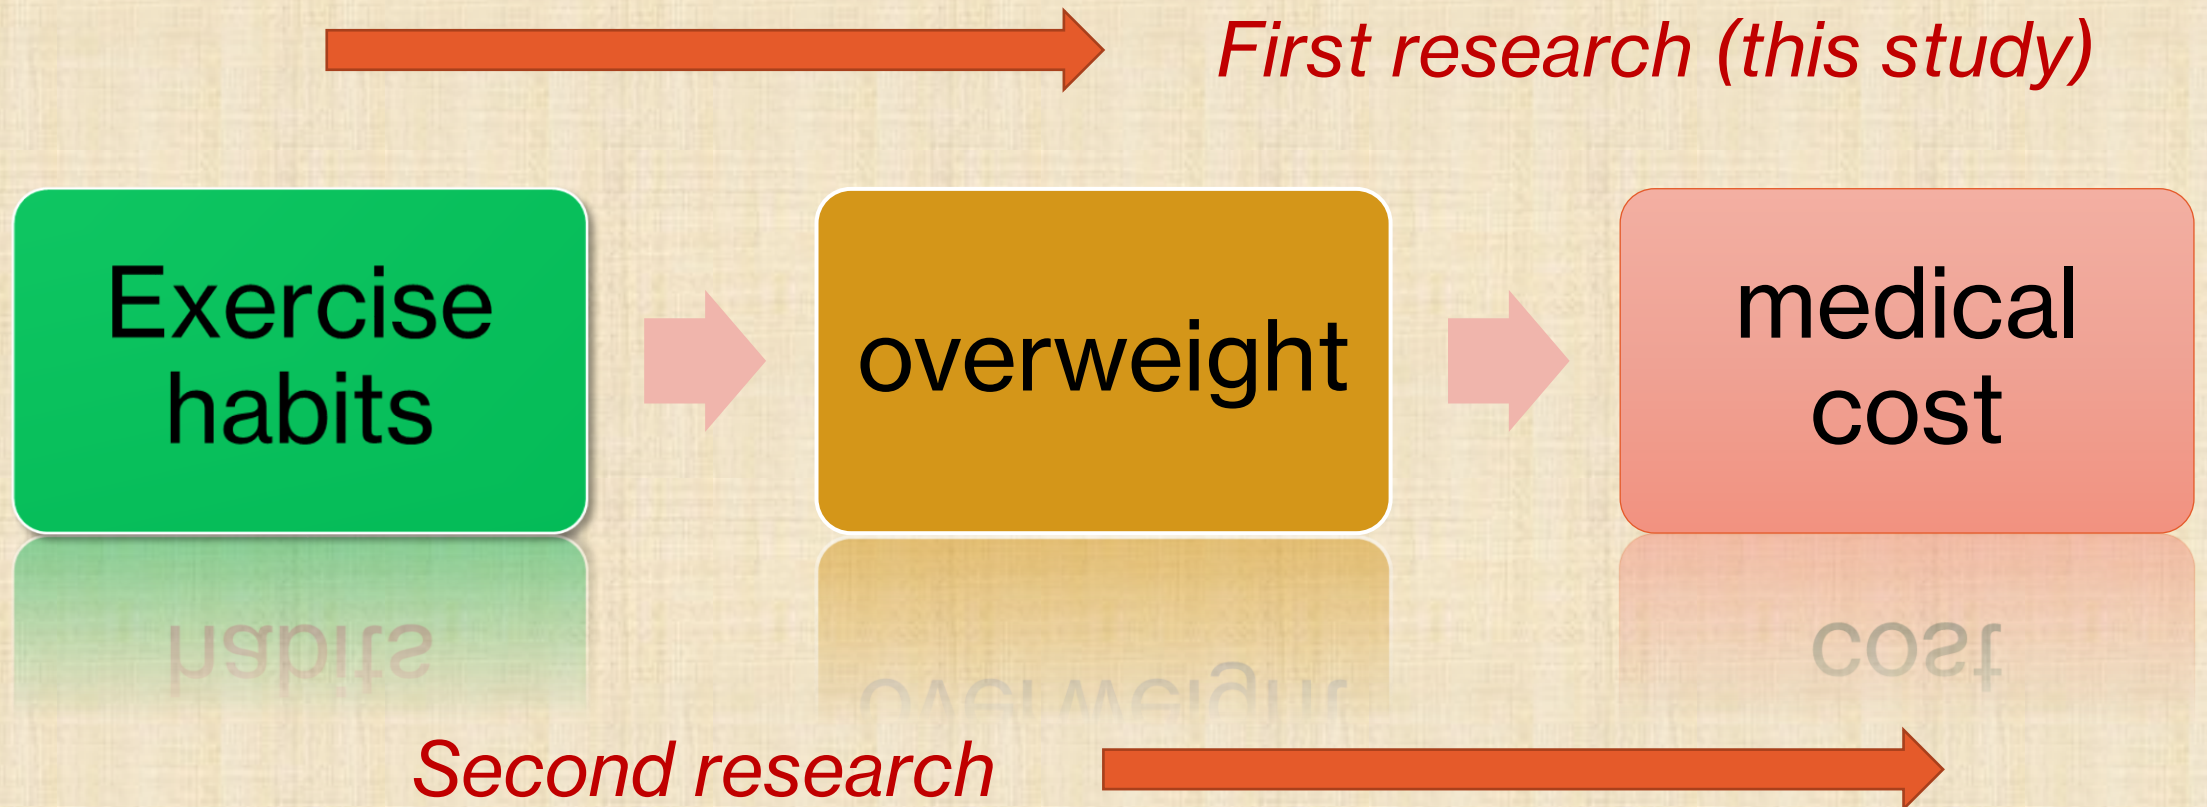 First research (this study)
Exercise
habits
overweight
medical
cost
Second research